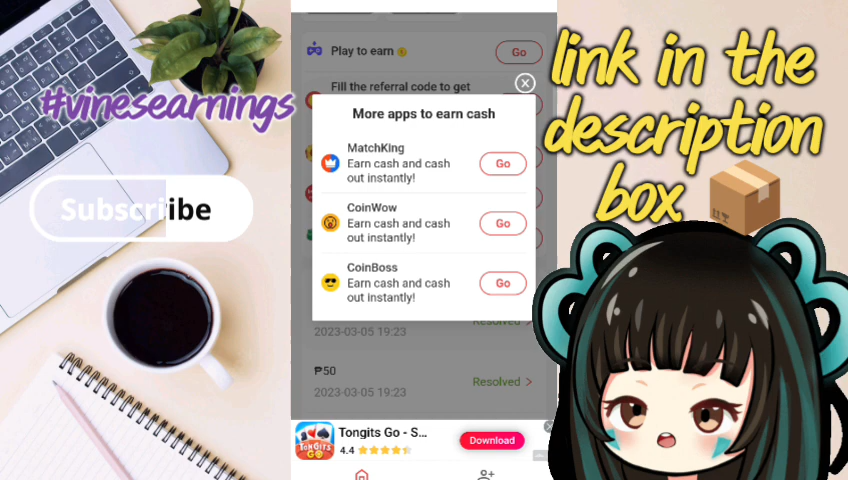 #vinesearnings
Subscriibe
Play to earn
Go
Fill the referral code to get
More apps to earn cash
MatchKing
Earn cash and cash
out instantly!
Go
CoinWow
Earn cash and cash
out instantly!
Go
CoinBoss
Earn cash and cash
out instantly!
Go
2023-03-05 19:23
Resolved >
₱50
2023-03-05 19:23
Resolved >
TONGITS
GO
Tongits Go - S...
4.4
Download
link in the
description
box